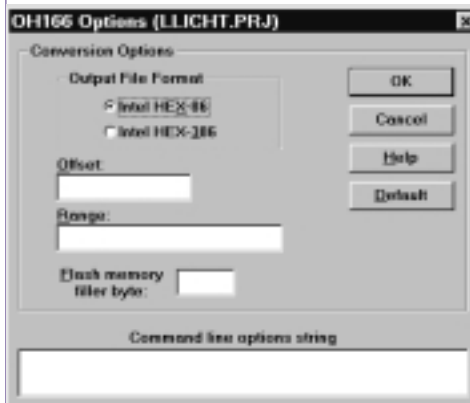 OH166 Options (LLICHT.PRJ)
Conversion Options
Output File Format
Intel HEX-86
Intel HEX-386
OK
Cancel
Help
Default
Offset:
Range:
Flash memory
filler byte:
Command line options string